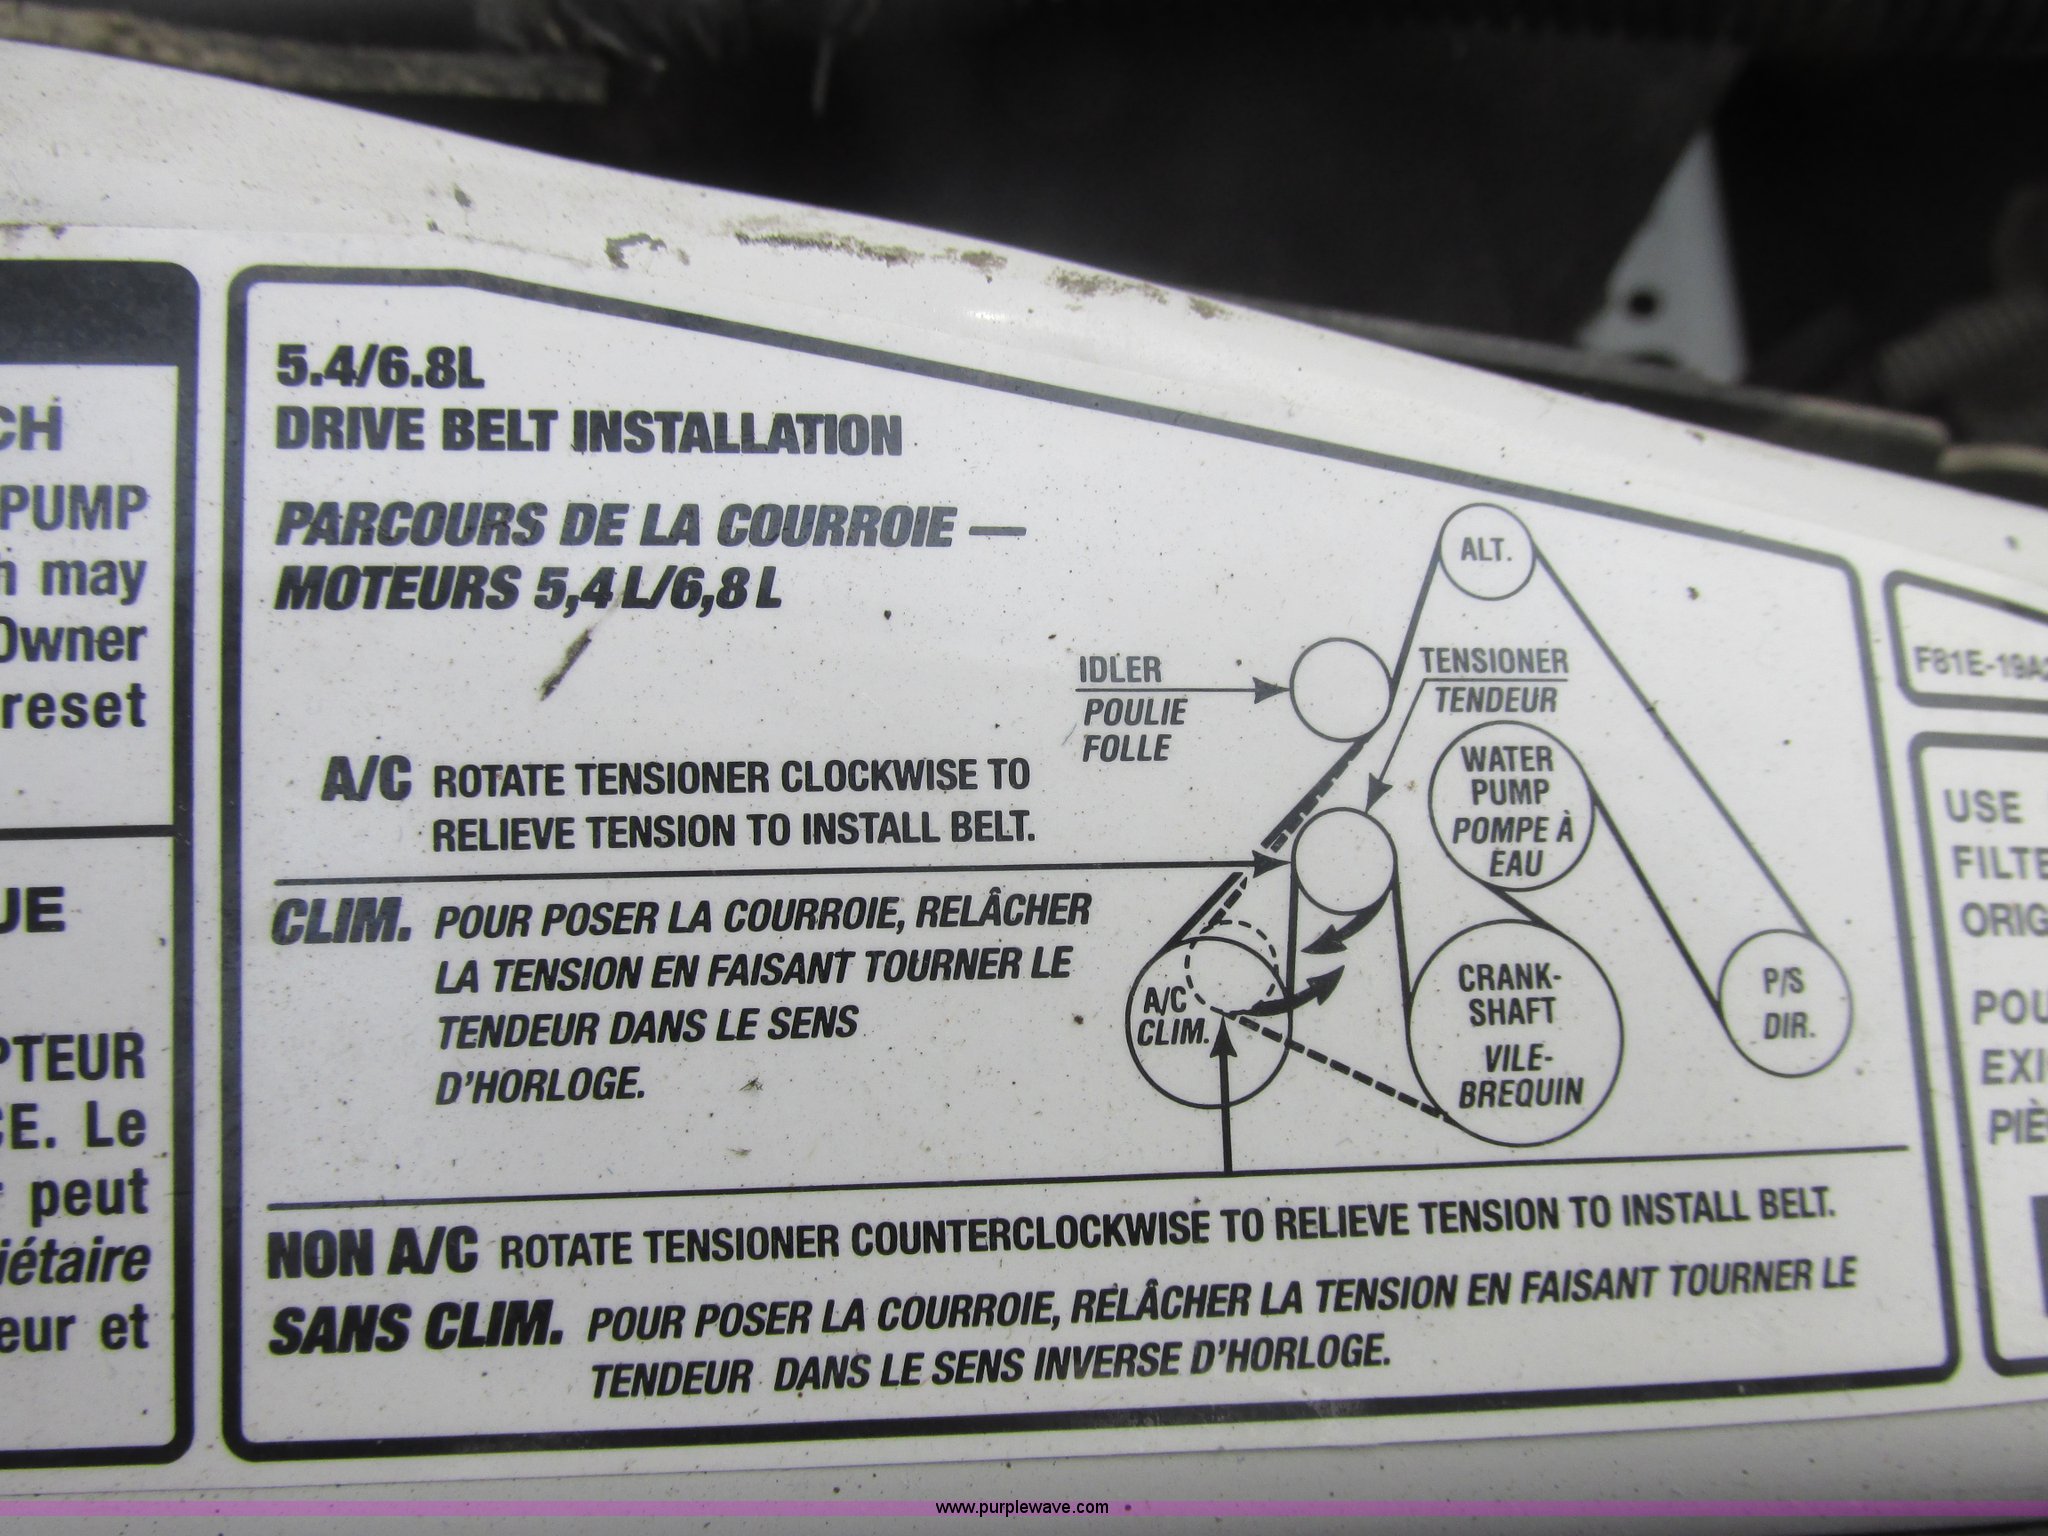 CH
PUMP
may
Owner
reset
UE
PTEUR
CE. Le
peut
iétaire
eur et
5.4/6.8L
DRIVE BELT INSTALLATION
PARCOURS DE LA COURROIE —
MOTEURS 5,4 L/6,8 L
A/C ROTATE TENSIONER CLOCKWISE TO
RELIEVE TENSION TO INSTALL BELT.
CLIM. POUR POSER LA COURROIE, RELÂCHER
LA TENSION EN FAISANT TOURNER LE
TENDEUR DANS LE SENS
D'HORLOGE.
ALT.
IDLER
POULIE
FOLLE
TENSIONER
TENDEUR
WATER
PUMP
POMPE À
EAU
A/C
CLIM.
CRANK-
SHAFT
VILE-
BREQUIN
P/S
DIR.
NON A/C ROTATE TENSIONER COUNTERCLOCKWISE TO RELIEVE TENSION TO INSTALL BELT.
SANS CLIM. POUR POSER LA COURROIE, RELÂCHER LA TENSION EN FAISANT TOURNER LE
TENDEUR DANS LE SENS INVERSE D'HORLOGE.
F81E-19A
USE
FILTE
ORIG
POU
EXI
PIÈ
www.purplewave.com